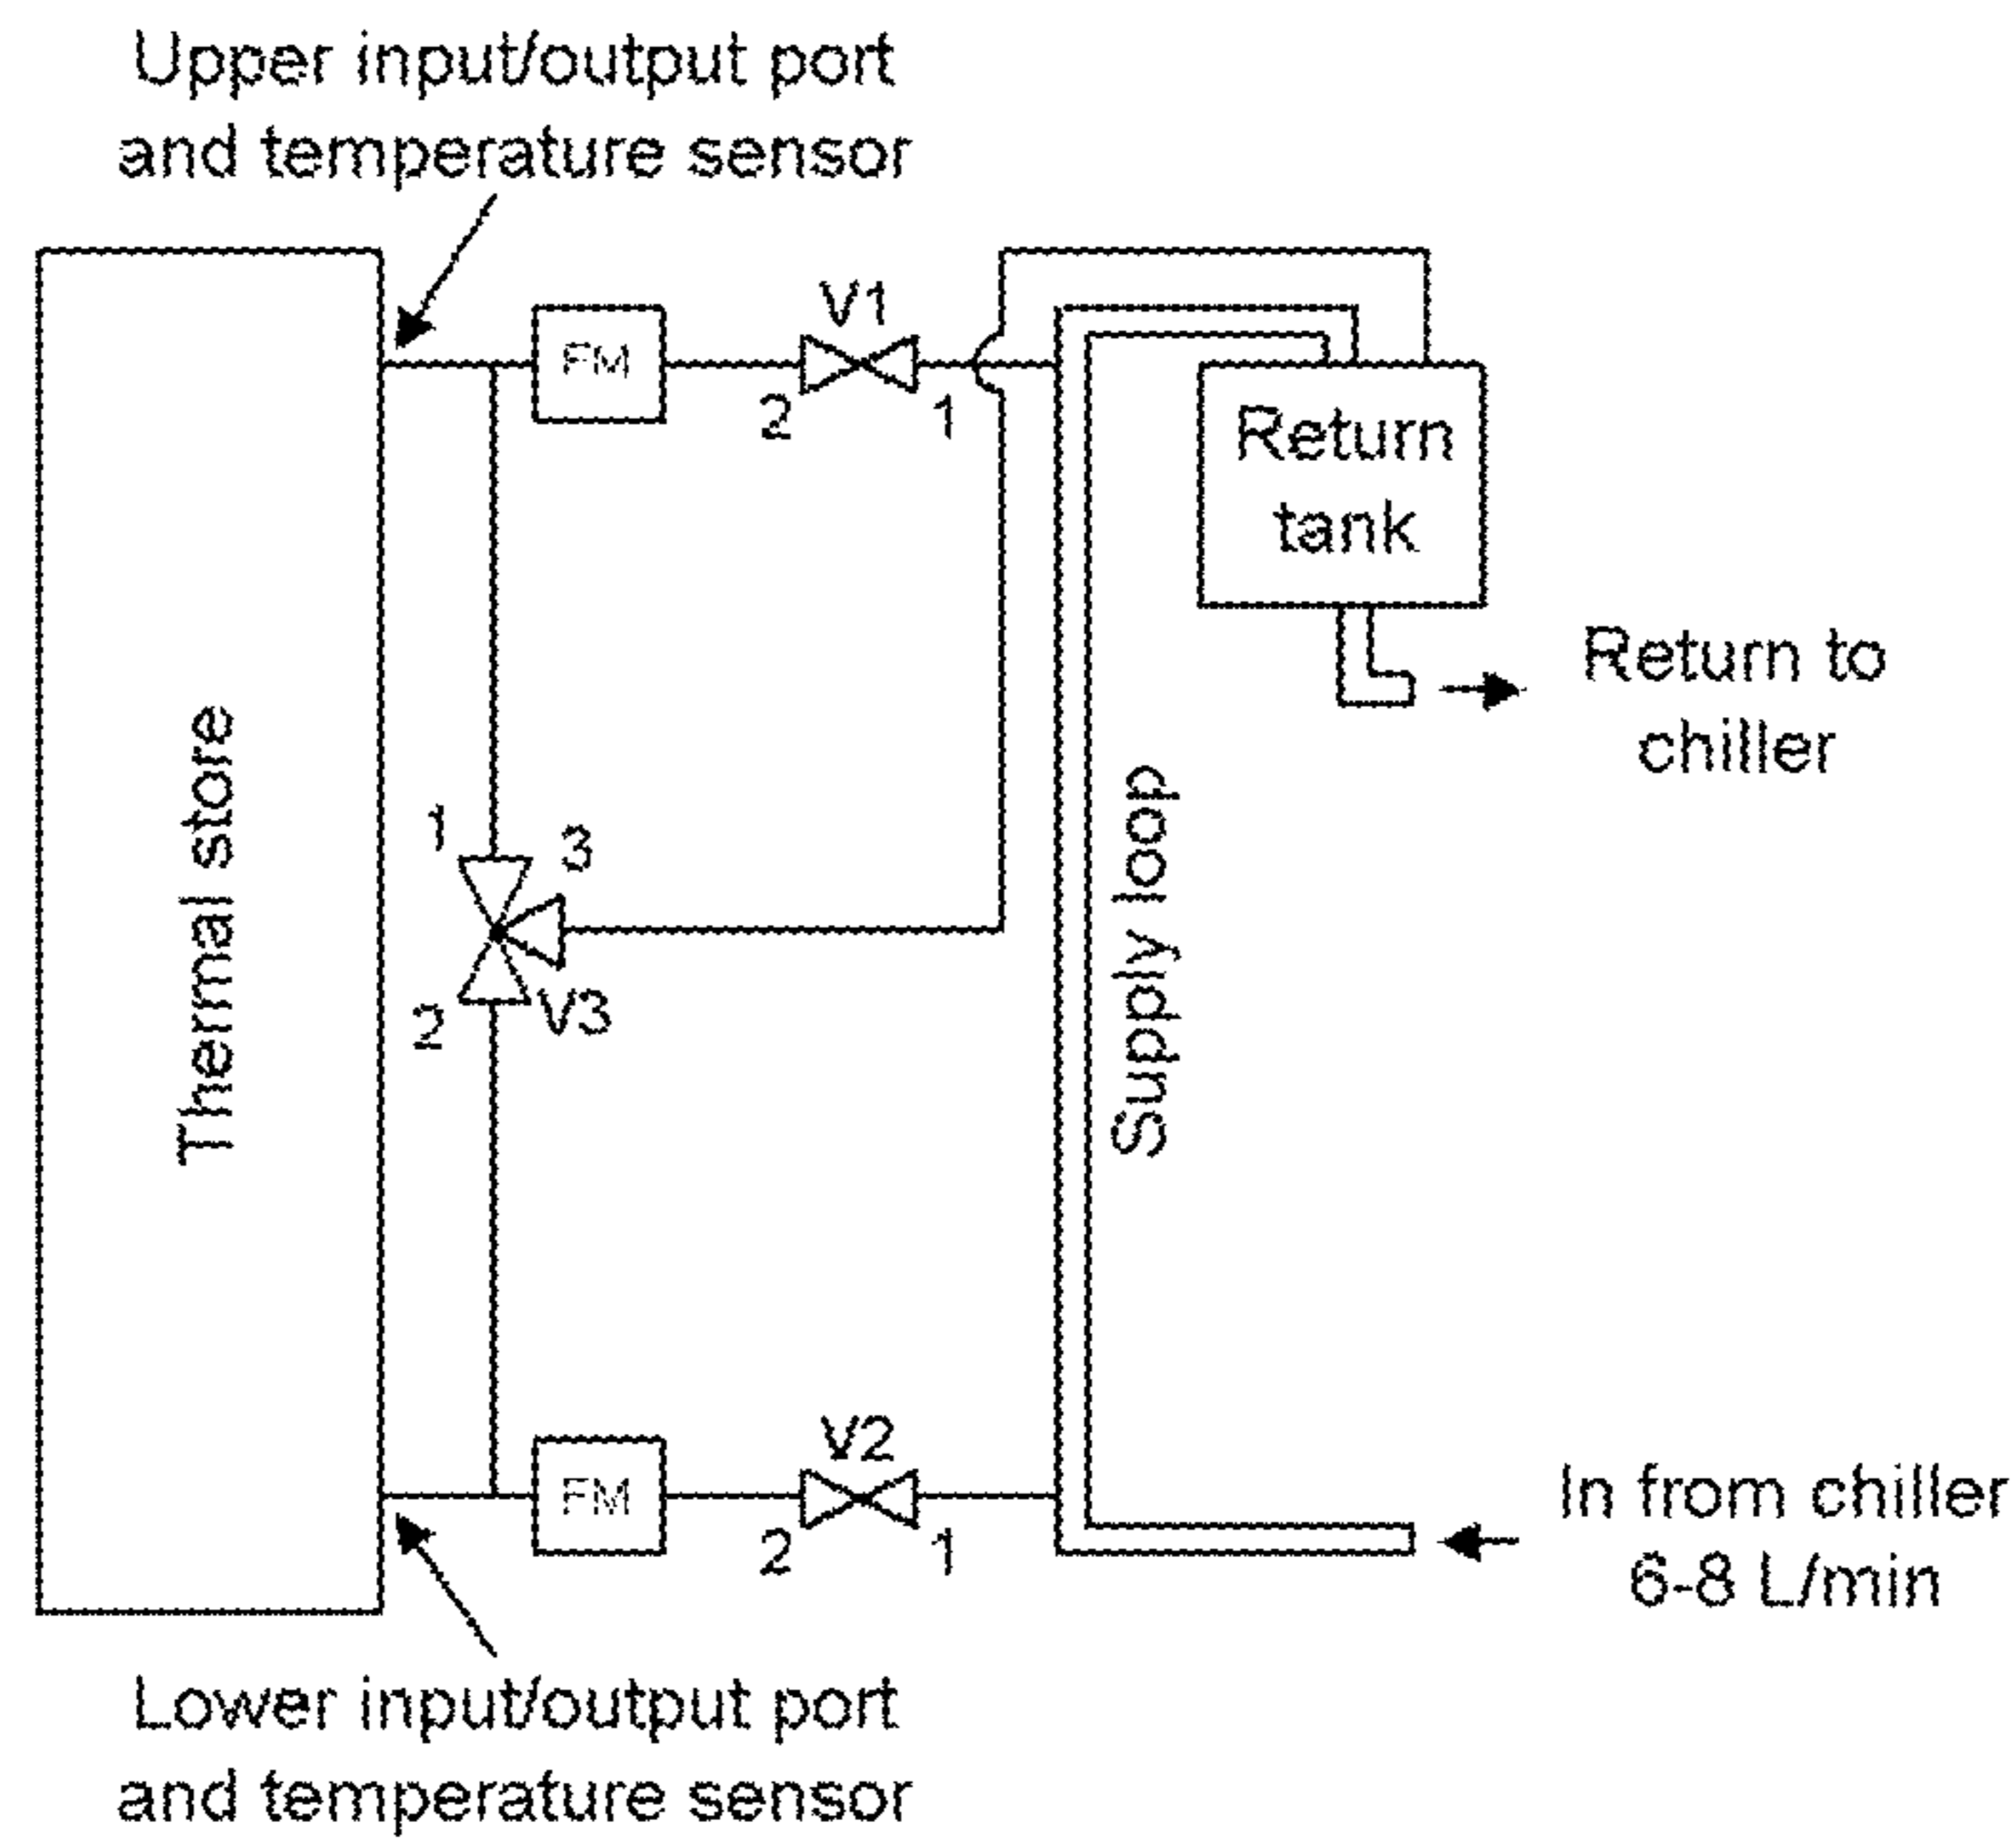 Upper input/output port
and temperature sensor
V1
FM
2
1
Return
tank
Return to
chiller
Thermal store
1
3
2
V3
Supply loop
V2
FM
2
1
In from chiller
6-8 L/min
Lower input/output port
and temperature sensor